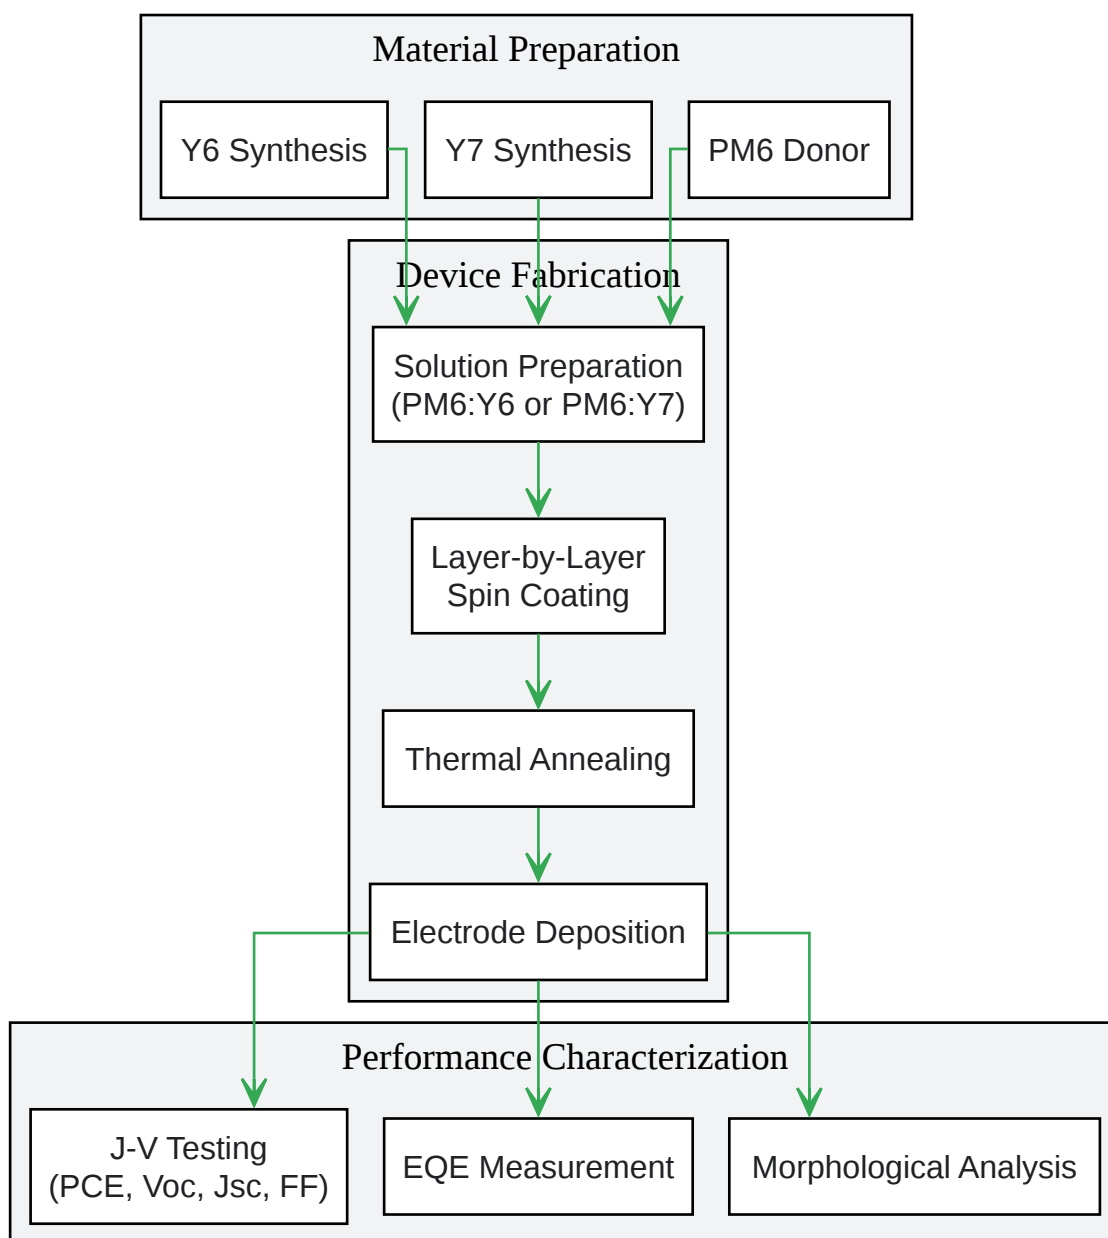 Material Preparation
Y6 Synthesis
Y7 Synthesis
PM6 Donor
Device Fabrication
Solution Preparation
(PM6:Y6 or PM6:Y7)
Layer-by-Layer
Spin Coating
Thermal Annealing
Electrode Deposition
Performance Characterization
J-V Testing
(PCE, Voc, Jsc, FF)
EQE Measurement
Morphological Analysis